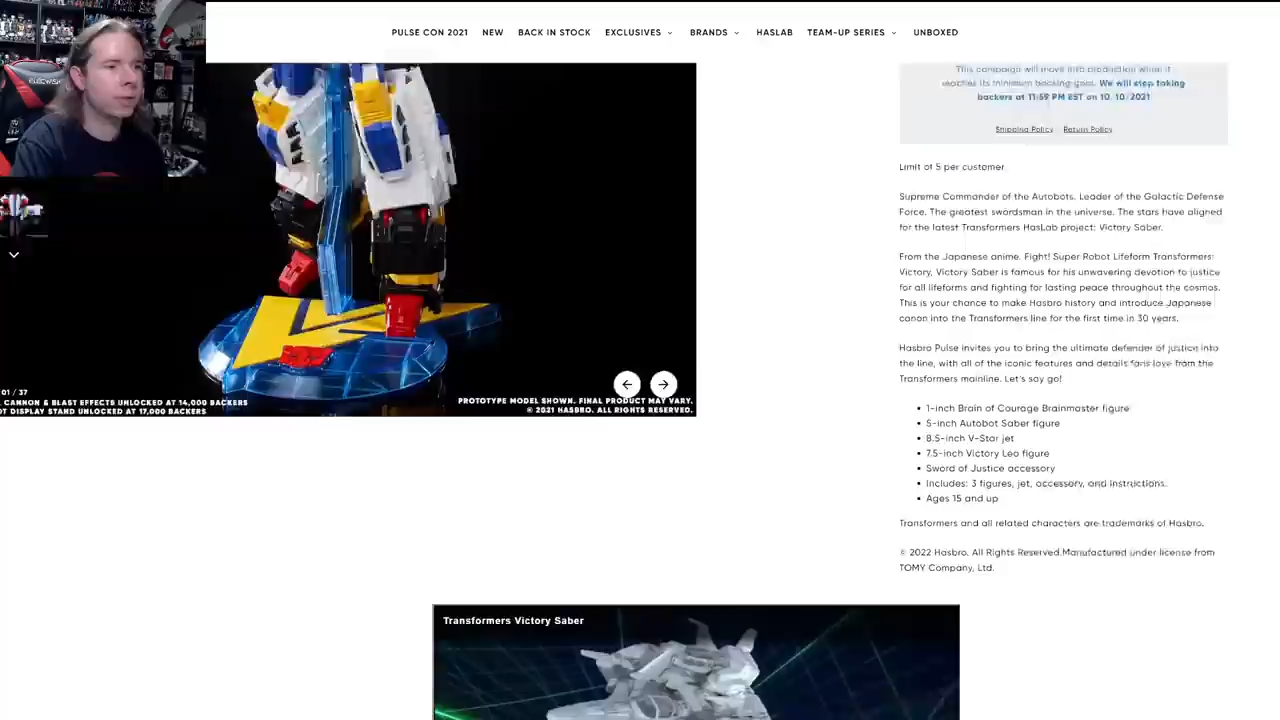 PULSE CON 2021 NEW BACK IN STOCK EXCLUSIVES BRANDS HASLAB TEAM-UP SERIES UNBOXED
This campaign will move into production when it
reaches its minimum backing goal. We will stop taking
backers at 11:59 PM EST on 10/10/2021
Shipping Policy Return Policy
Limit of 5 per customer
Supreme Commander of the Autobots. Leader of the Galactic Defense
Force. The greatest swordsman in the universe. The stars have aligned
for the latest Transformers HasLab project: Victory Saber.
From the Japanese anime, Fight! Super Robot Lifeform Transformers:
Victory, Victory Saber is famous for his unwavering devotion to justice
for all lifeforms and fighting for lasting peace throughout the cosmos.
This is your chance to make Hasbro history and introduce Japanese
canon into the Transformers line for the first time in 30 years.
Hasbro Pulse invites you to bring the ultimate defender of justice into
the line, with all of the iconic features and details fans love from the
Transformers mainline. Let's say go!
• 1-inch Brain of Courage Brainmaster figure
• 5-inch Autobot Saber figure
• 8.5-inch V-Star jet
• 7.5-inch Victory Leo figure
• Sword of Justice accessory
• Includes: 3 figures, jet, accessory, and instructions.
• Ages 15 and up
Transformers and all related characters are trademarks of Hasbro.
© 2022 Hasbro. All Rights Reserved.Manufactured under license from
TOMY Company, Ltd.
01 / 37
CANNON & BLAST EFFECTS UNLOCKED AT 14,000 BACKERS
OT DISPLAY STAND UNLOCKED AT 17,000 BACKERS
PROTOTYPE MODEL SHOWN. FINAL PRODUCT MAY VARY.
© 2021 HASBRO. ALL RIGHTS RESERVED.
Transformers Victory Saber